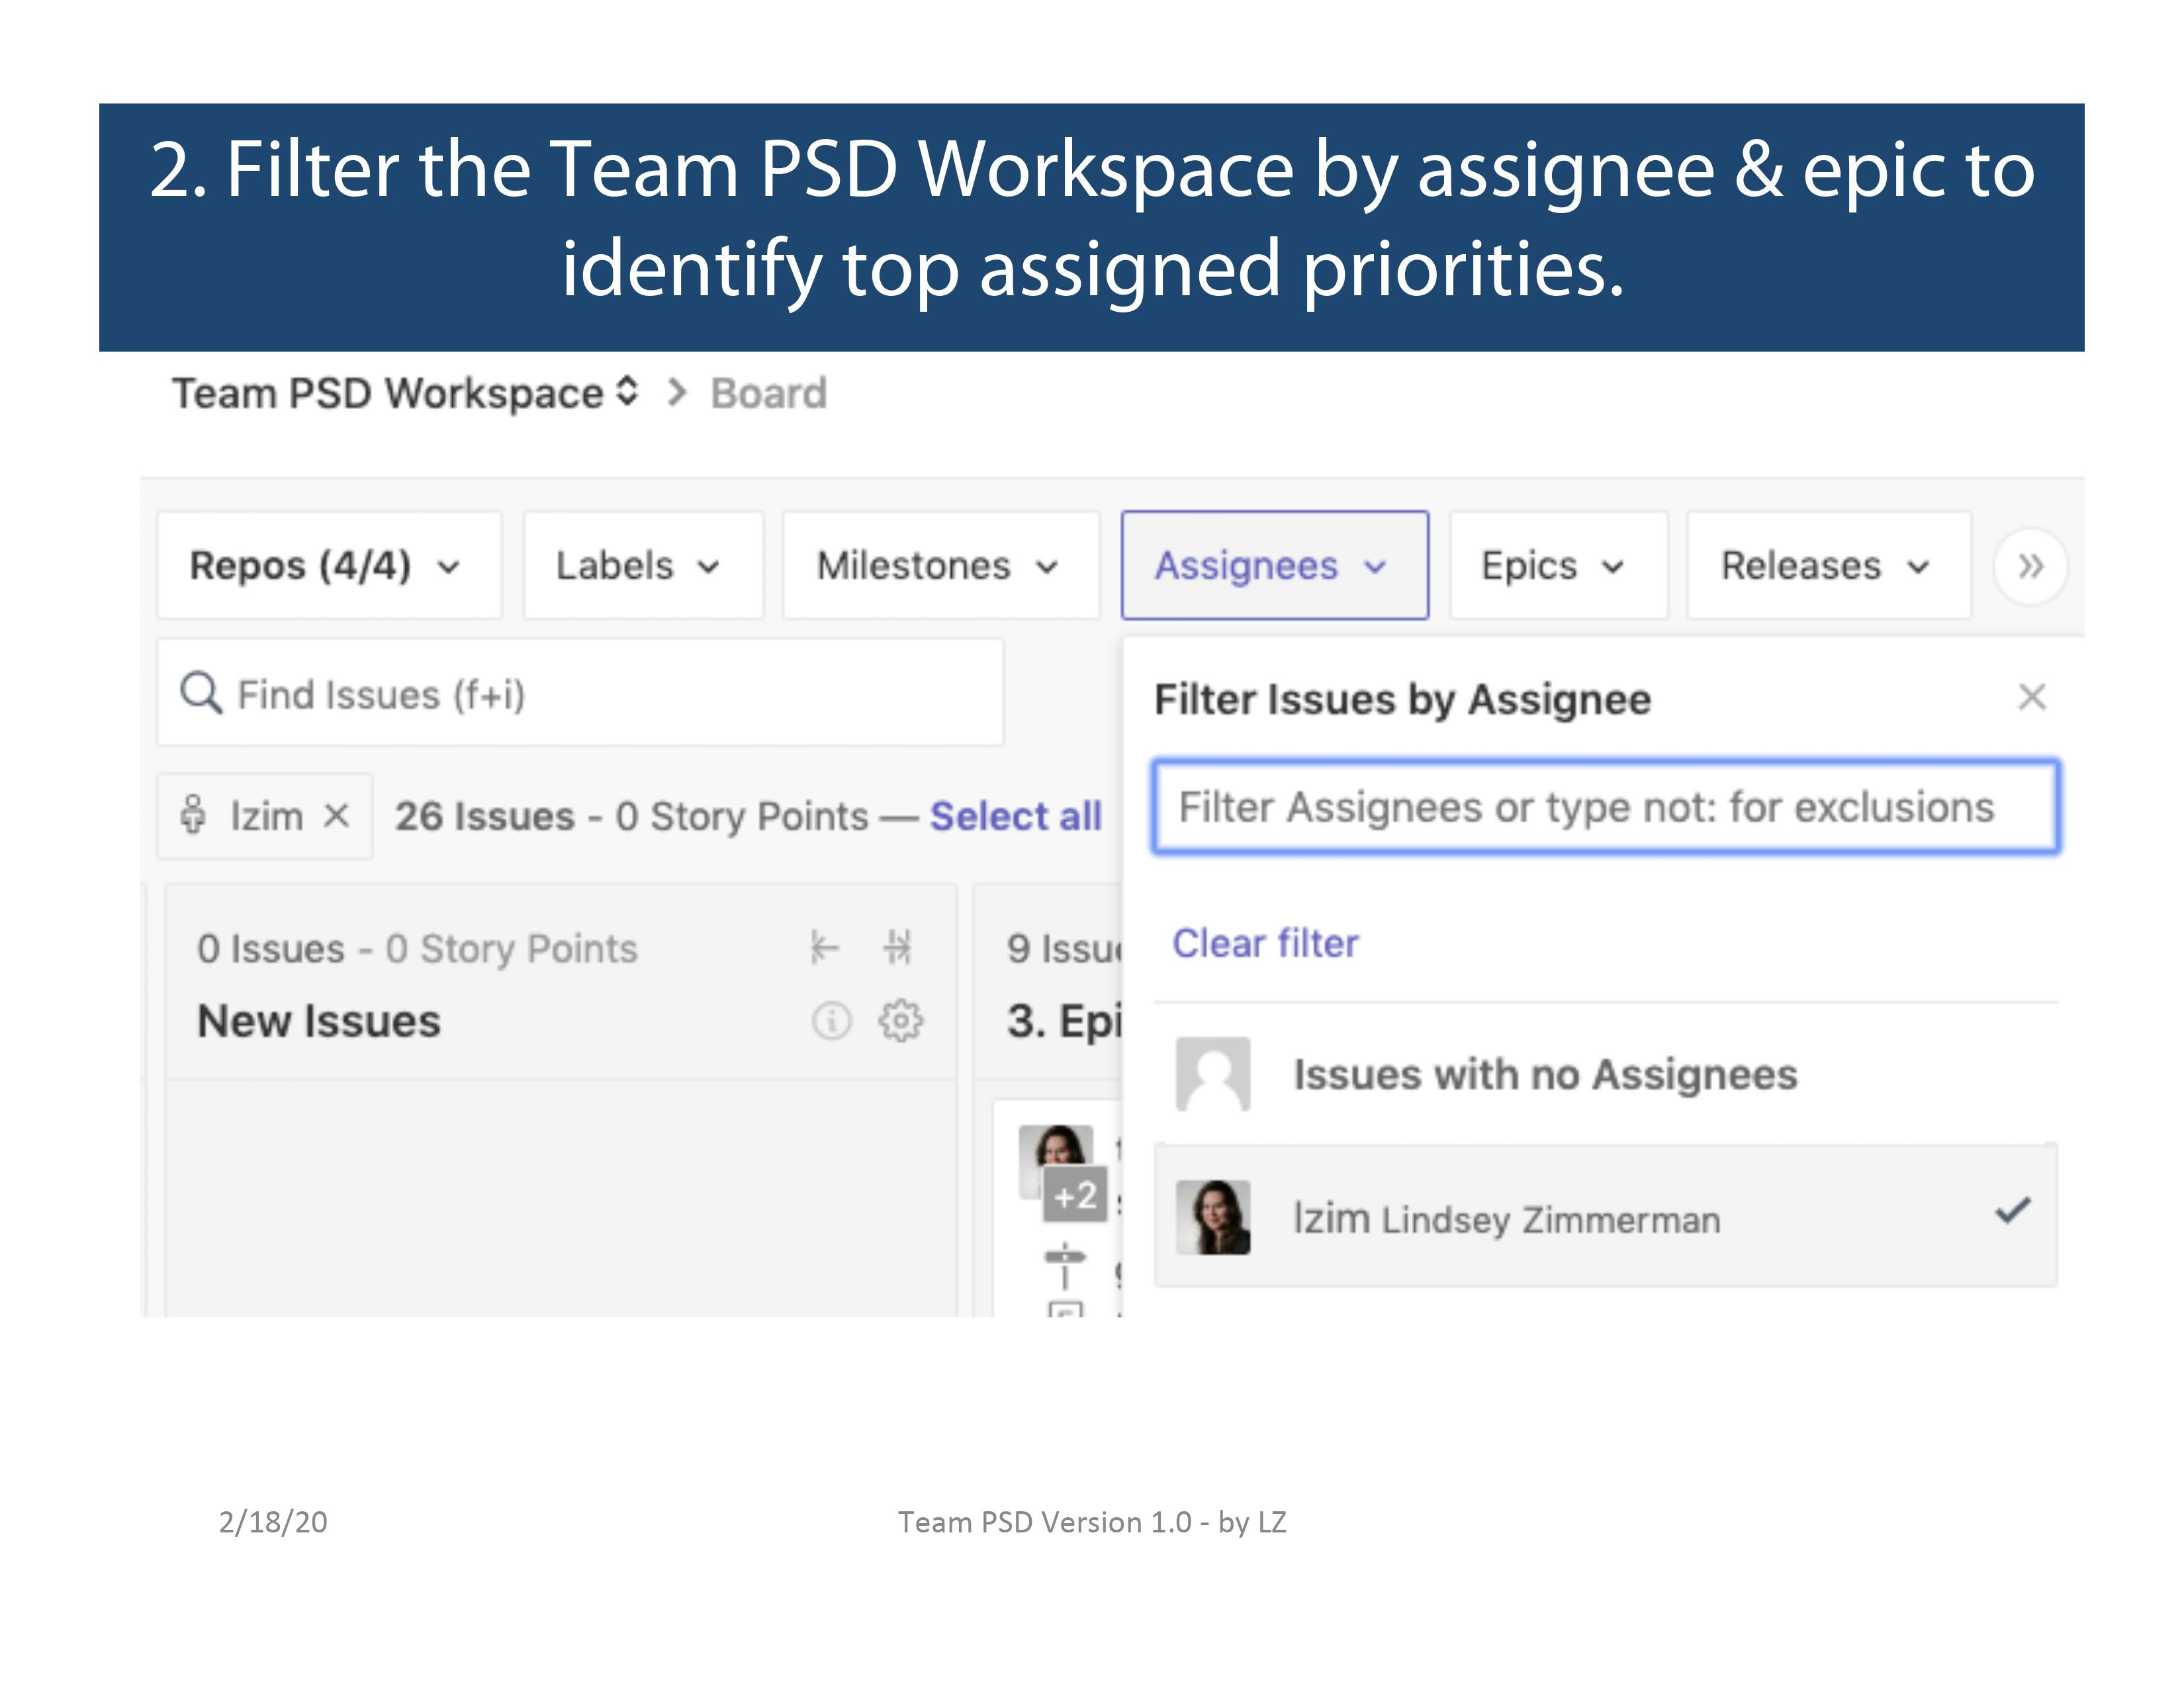 2. Filter the Team PSD Workspace by assignee & epic to
identify top assigned priorities.
Team PSD Workspace > Board
Repos (4/4) Labels Milestones Assignees Epics Releases »
Find Issues (f+i)
Filter Issues by Assignee
Filter Assignees or type not: for exclusions
lzim × 26 Issues - 0 Story Points — Select all
Clear filter
0 Issues - 0 Story Points
New Issues
9
3.
+2
Issues with no Assignees
lzim Lindsey Zimmerman
2/18/20
Team PSD Version 1.0 - by LZ